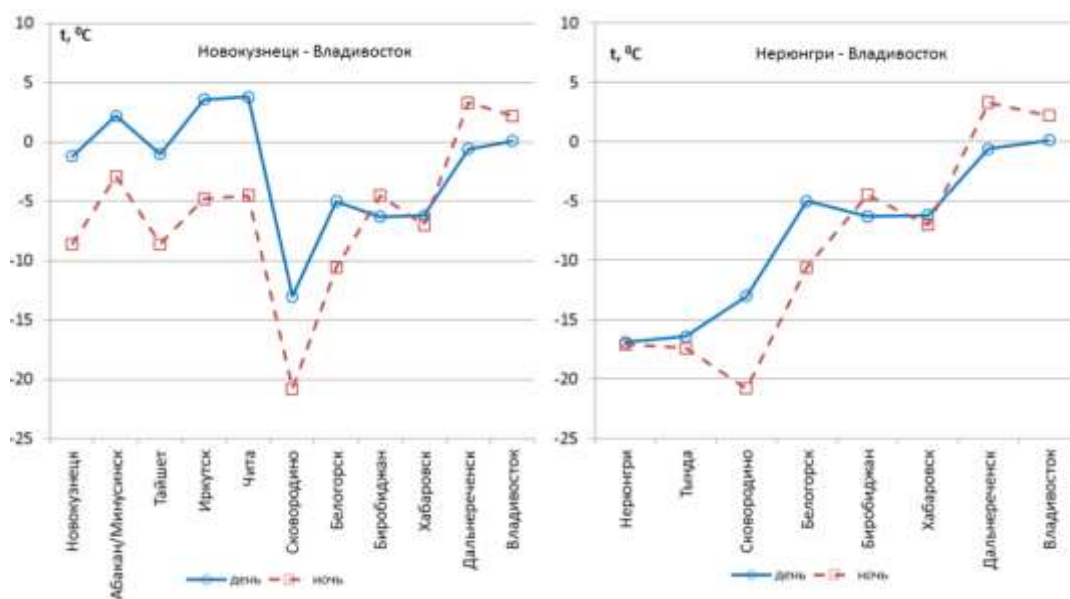 t, ⁰C
Новокузнецк - Владивосток
10
5
0
-5
-10
-15
-20
-25
Новокузнецк
Абакан/Минусинск
Тайшет
Иркутск
Чита
Сковородино
Белогорск
Биробиджан
Хабаровск
Дальнереченск
Владивосток
день
ночь
t, ⁰C
Нерюнгри - Владивосток
10
5
0
-5
-10
-15
-20
-25
Нерюнгри
Тында
Сковородино
Белогорск
Биробиджан
Хабаровск
Дальнереченск
Владивосток
день
ночь